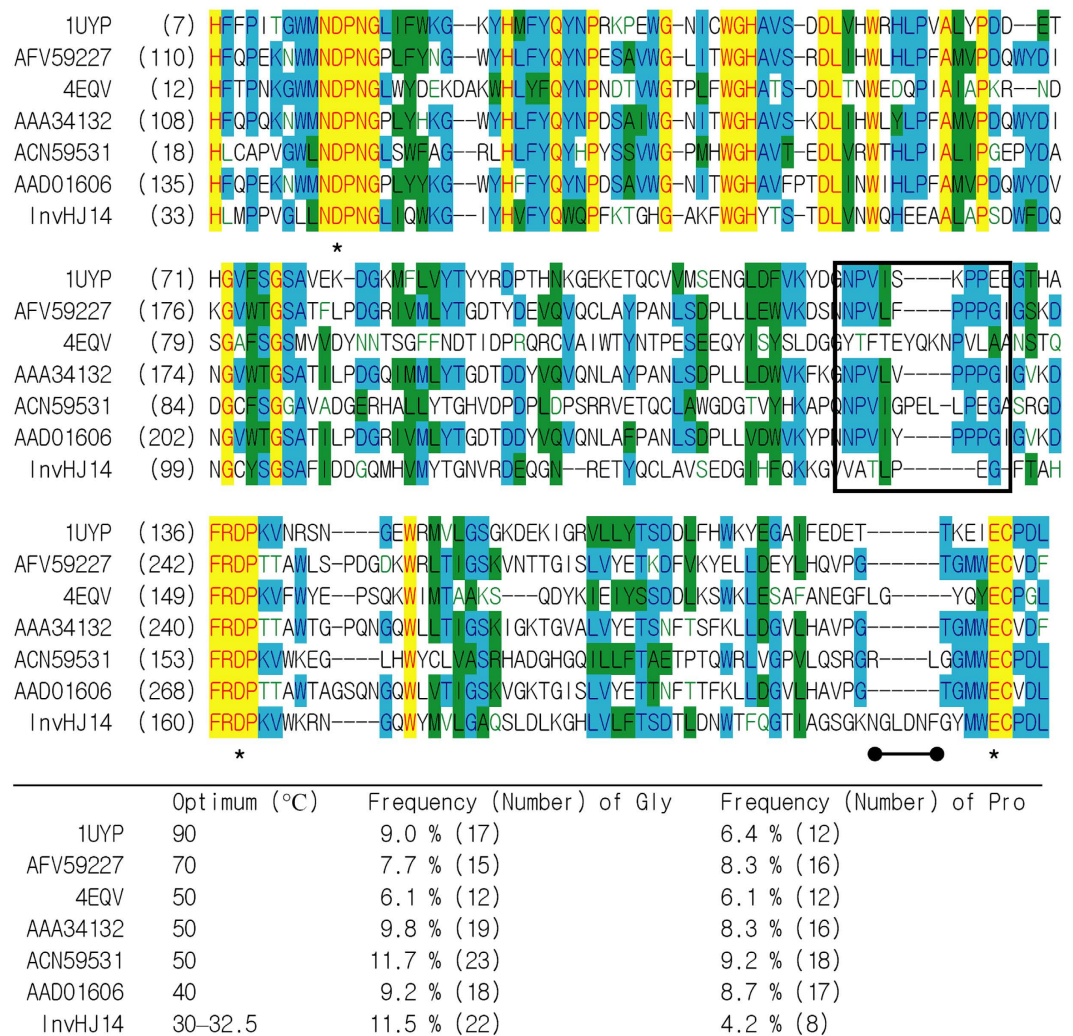 1UYP (7) HFFPITGWMNDPNGLIFWKG--KYHMFYQYNPRKPEWG-NICWGHAVS-DDLVHWRHLPVALYPDD--ET
AFV59227 (110) HFQPEKNWMNDPNGPLFYNG--WYHLFYQYNPESAVWG-LITWGHAVS-RDLIHWLHLPFAMVPDQWYDI
4EQV (12) HFTPNKGWMNDPNGLWYDEKDAKWHLYFQYNPNDTVWGTPLFWGHATS-DDLTNWEDQPIAIAPKR--ND
AAA34132 (108) HFQPQKNWMNDPNGPLYHKG--WYHLFYQYNPDSAIWG-NITWGHAVS-KDLIHWLYLPFAMVPDQWYDI
ACN59531 (18) HLCAPVGWLNDPNGLSWFAG--RLHLFYQYHPYSSVWG-PMHWGHAVT-EDLVRWTHLPIALIPGEPYDA
AAD01606 (135) HFQPEKNWMNDPNGPLYYKG--WYHFFYQYNPDSAVWG-NITWGHAVFPTDLINWIHLPFAMVPDQWYDV
InvHJ14 (33) HLMPPVGLLNDPNGLIQWKG--IYHVFYQWQPFKTGHG-AKFWGHYTS-TDLVNWQHEEAALAPSDWFDQ
*
1UYP (71) HGVFSGSAVEK-DGKMFLVYTYYRDPTHNKGEKETQCVVMSENGLDFVKYDGNPVIS----KPPEEGTHA
AFV59227 (176) KGVWTGSATFLPDGRIVMLYTGDTYDEVQVQCLAYPANLSDPLLLEWVKDSNNPVLF----PPPGIGSKD
4EQV (79) SGAFSGSMVVDYNNTSGFFNDTIDPRQRCVAIWTYNTPESEEQYISYSLDGGYTFTEYQKNPVLAANSTQ
AAA34132 (174) NGVWTGSATILPDGQIMMLYTGDTDDYVQVQNLAYPANLSDPLLLDWVKFKGNPVLV----PPPGIGVKD
ACN59531 (84) DGCFSGGAVADGERHALLYTGHVDPDPLDPSRRVETQCLAWGDGTVYHKAPQNPVIGPELL-LPEGASRGD
AAD01606 (202) NGVWTGSATILPDGRIVMLYTGDTDDYVQVQNLAFPANLSDPLLVDWVKYPNNPVIY----PPPGIGVKD
InvHJ14 (99) NGCYSGSAFIDDGQMHVMYTGNVRDEQGN--RETYQCLAVSEDGIHFQKKGVVATLP------EG-FTAH
1UYP (136) FRDPKVNRSN----GEWRMVLGSGKDEKIGRVLLYTSDDLFHWKYEGAIFEDET------TKEIECPDL
AFV59227 (242) FRDPTTAWLS-PDGDKWRLTIGSKVNTTGISLVYETKDFVKYELLDEYLHQVPG------TGMWECVDF
4EQV (149) FRDPKVFWYE--PSQKWIMTAAKS---QDYKIEIYSSDDLKSWKLESAFANEGFLG----YQYECPGL
AAA34132 (240) FRDPTTAWTG-PQNGQWLLTIGSKIGKTGVALVYETSNFTSFKLLDGVLHAVPG------TGMWECVDF
ACN59531 (153) FRDPKVWKEG----LHWYCLVASRHADGHGQILLFTAETPTQWRLVGPVLQSRGR-----LGGMWECPDL
AAD01606 (268) FRDPTTAWTAGSQNGQWLVTIGSKVGKTGISLVYETTNFTTFKLLDGVLHAVPG------TGMWECVDL
InvHJ14 (160) FRDPKVWKRN----GQWYMVLGAQSLDLKGHLVLFTSDTLDNWTFQGTIAGSGKNGLDNFGYMWECPDL
* *
Optimum (°C) Frequency (Number) of Gly Frequency (Number) of Pro
1UYP 90 9.0 % (17) 6.4 % (12)
AFV59227 70 7.7 % (15) 8.3 % (16)
4EQV 50 6.1 % (12) 6.1 % (12)
AAA34132 50 9.8 % (19) 8.3 % (16)
ACN59531 50 11.7 % (23) 9.2 % (18)
AAD01606 40 9.2 % (18) 8.7 % (17)
InvHJ14 30–32.5 11.5 % (22) 4.2 % (8)